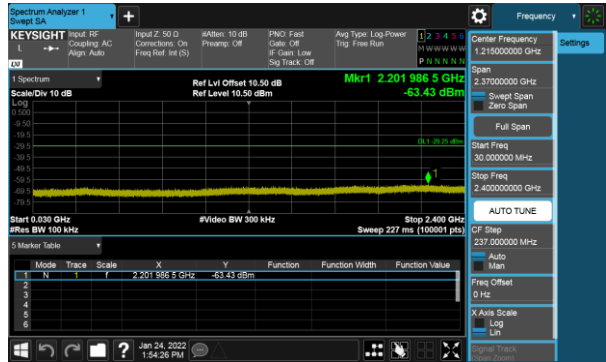 Spectrum Analyzer 1
Swept SA
Frequency
KEYSIGHT Input: RF
Coupling: AC
Align: Auto
Input Z: 50 Ω
Corrections: On
Freq Ref: Int (S)
#Atten: 10 dB
Preamp: Off
PNO: Fast
Gate: Off
IF Gain: Low
Sig Track: Off
Avg Type: Log-Power
Trig: Free Run
1 2 3 4 5 6
M W W W W W
P N N N N N
Center Frequency
1.215000000 GHz
Settings
Span
2.37000000 GHz
Swept Span
Zero Span
Full Span
Start Freq
30.000000 MHz
Stop Freq
2.400000000 GHz
AUTO TUNE
CF Step
237.000000 MHz
Auto
Man
Freq Offset
0 Hz
X Axis Scale
Log
Lin
Signal Track
(Span Zoom)
1 Spectrum
Scale/Div 10 dB
Log
Ref Lvl Offset 10.50 dB
Ref Level 10.50 dBm
Mkr1 2.201 986 5 GHz
-63.43 dBm
0.500
-9.50
-19.5
-29.5
-39.5
-49.5
-59.5
-69.5
-79.5
DL1 -29.25 dBm
1
Start 0.030 GHz
#Res BW 100 kHz
#Video BW 300 kHz
Stop 2.400 GHz
Sweep 227 ms (100001 pts)
5 Marker Table
Mode Trace Scale X Y Function Function Width Function Value
1 N 1 f 2.201 986 5 GHz -63.43 dBm
2
3
4
5
6
Jan 24, 2022
1:54:26 PM